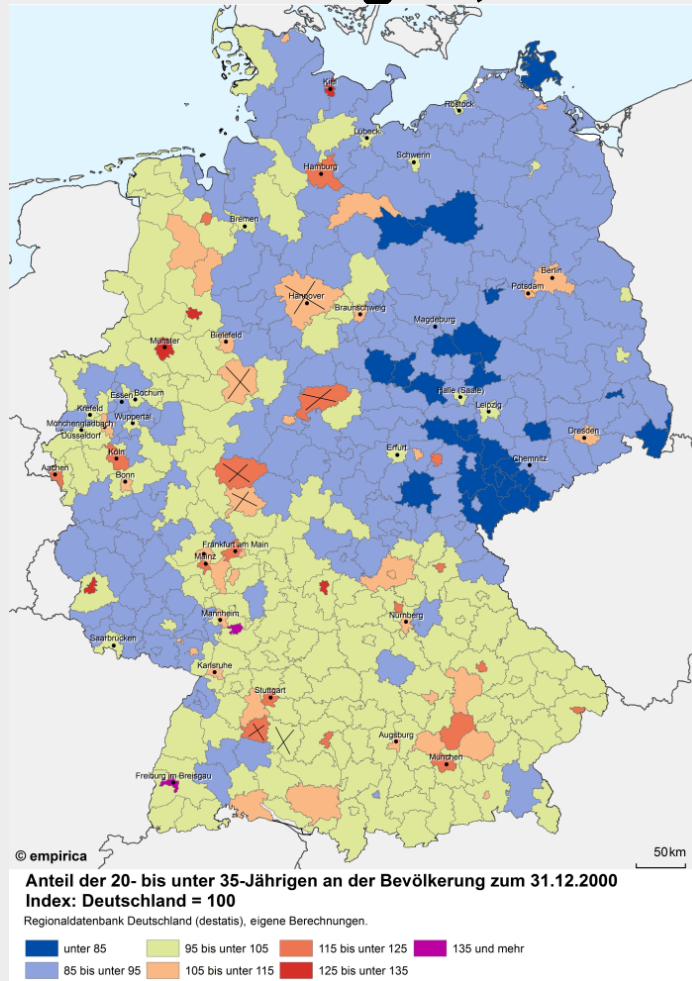 Kiel
Rostock
Lübeck
Schwerin
Hamburg
Bremen
Berlin
Potsdam
Hannover
Braunschweig
Magdeburg
Bielefeld
Münster
Halle (Saale)
Leipzig
Essen Bochum
Krefeld
Mönchengladbach
Wuppertal
Düsseldorf
Dresden
Köln
Erfurt
Chemnitz
Aachen
Bonn
Frankfurt am Main
Mainz
Mannheim
Nürnberg
Saarbrücken
Karlsruhe
Stuttgart
Augsburg
München
Freiburg im Breisgau
© empirica
50 km
Anteil der 20- bis unter 35-Jährigen an der Bevölkerung zum 31.12.2000
Index: Deutschland = 100
Regionaldatenbank Deutschland (destatis), eigene Berechnungen.
unter 85
95 bis unter 105
115 bis unter 125
135 und mehr
85 bis unter 95
105 bis unter 115
125 bis unter 135